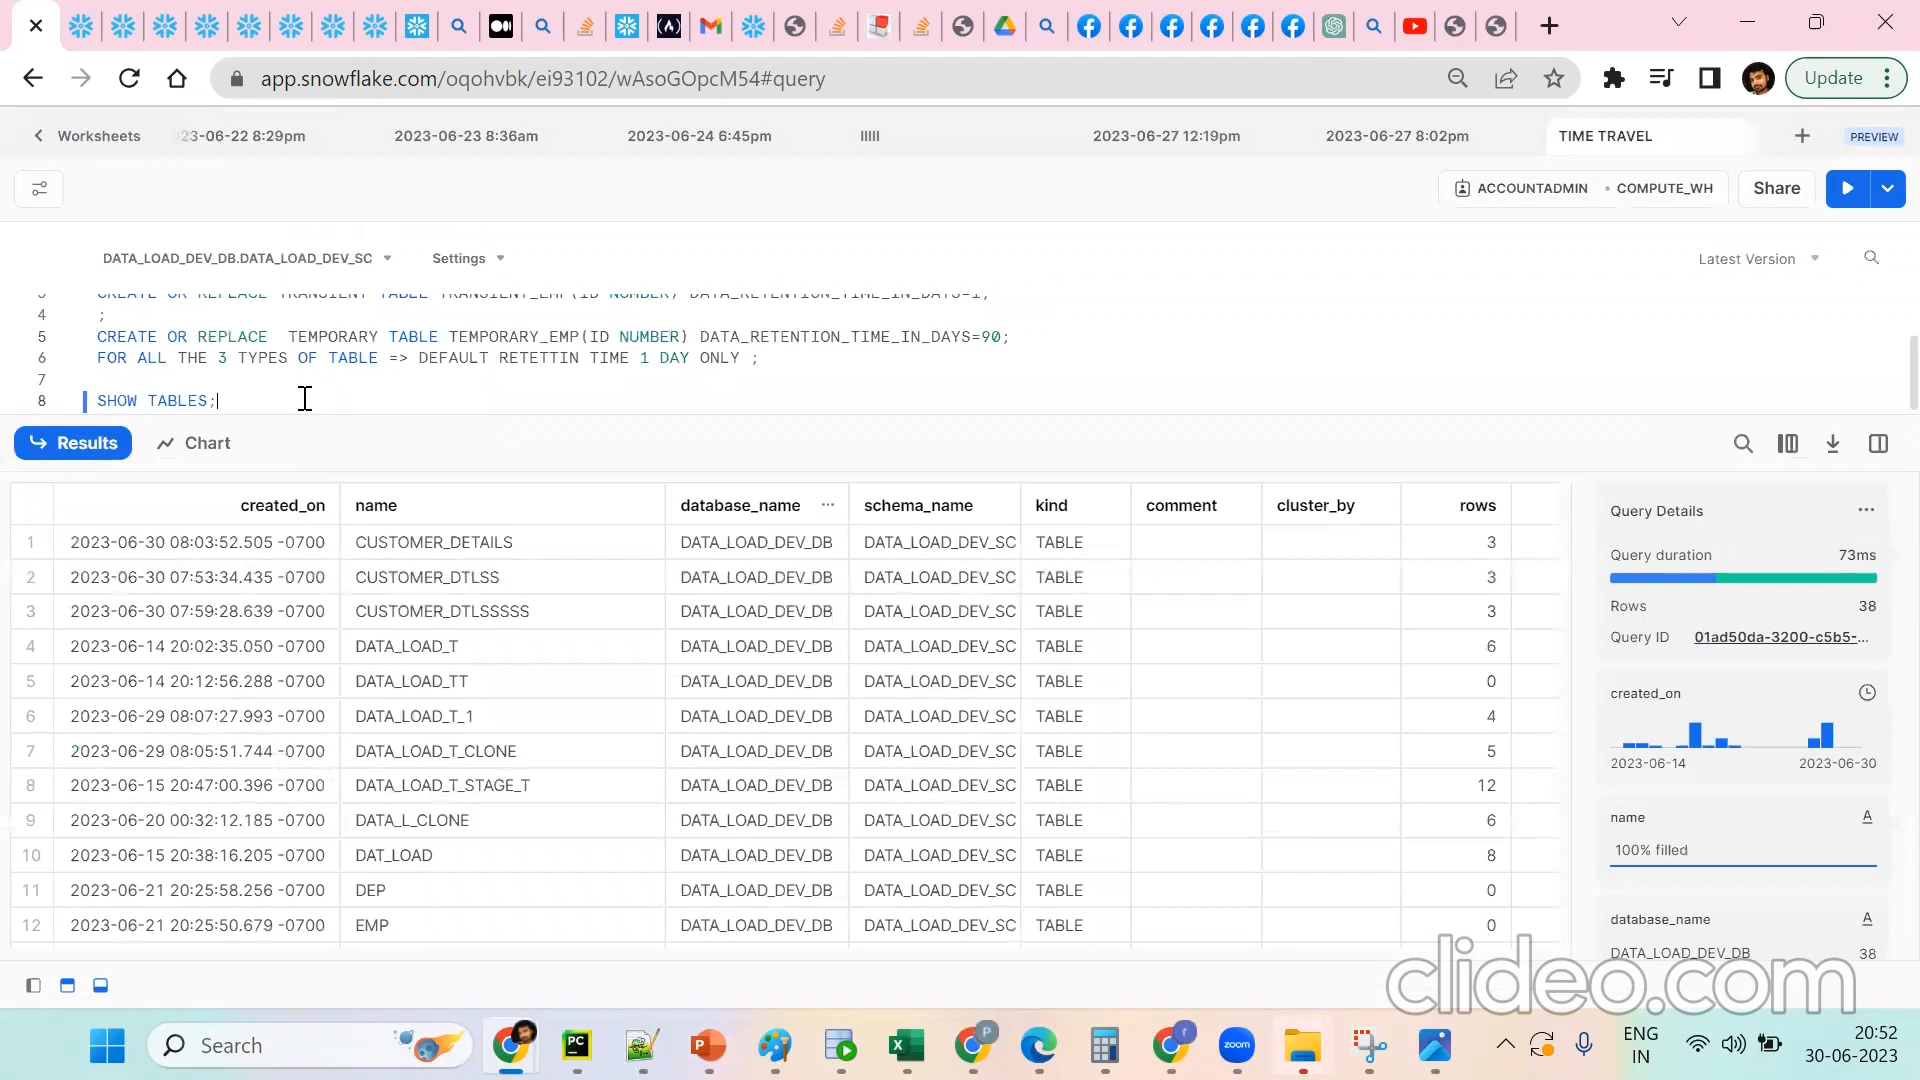 app.snowflake.com/oqohvbk/ei93102/wAsoGOpcM54#query
Update
Worksheets
23-06-22 8:29pm
2023-06-23 8:36am
2023-06-24 6:45pm
lllll
2023-06-27 12:19pm
2023-06-27 8:02pm
TIME TRAVEL
PREVIEW
ACCOUNTADMIN • COMPUTE_WH
Share
DATA_LOAD_DEV_DB.DATA_LOAD_DEV_SC
Settings
Latest Version
3 CREATE OR REPLACE TRANSIENT TABLE TRANSIENT_EMP(ID NUMBER) DATA_RETENTION_TIME_IN_DAYS=1;
4 ;
5 CREATE OR REPLACE TEMPORARY TABLE TEMPORARY_EMP(ID NUMBER) DATA_RETENTION_TIME_IN_DAYS=90;
6 FOR ALL THE 3 TYPES OF TABLE => DEFAULT RETETTIN TIME 1 DAY ONLY ;
7
8 SHOW TABLES;
Results
Chart
created_on name database_name ... schema_name kind comment cluster_by rows
1 2023-06-30 08:03:52.505 -0700 CUSTOMER_DETAILS DATA_LOAD_DEV_DB DATA_LOAD_DEV_SC TABLE 3
2 2023-06-30 07:53:34.435 -0700 CUSTOMER_DTLSS DATA_LOAD_DEV_DB DATA_LOAD_DEV_SC TABLE 3
3 2023-06-30 07:59:28.639 -0700 CUSTOMER_DTLSSSSS DATA_LOAD_DEV_DB DATA_LOAD_DEV_SC TABLE 3
4 2023-06-14 20:02:35.050 -0700 DATA_LOAD_T DATA_LOAD_DEV_DB DATA_LOAD_DEV_SC TABLE 6
5 2023-06-14 20:12:56.288 -0700 DATA_LOAD_TT DATA_LOAD_DEV_DB DATA_LOAD_DEV_SC TABLE 0
6 2023-06-29 08:07:27.993 -0700 DATA_LOAD_T_1 DATA_LOAD_DEV_DB DATA_LOAD_DEV_SC TABLE 4
7 2023-06-29 08:05:51.744 -0700 DATA_LOAD_T_CLONE DATA_LOAD_DEV_DB DATA_LOAD_DEV_SC TABLE 5
8 2023-06-15 20:47:00.396 -0700 DATA_LOAD_T_STAGE_T DATA_LOAD_DEV_DB DATA_LOAD_DEV_SC TABLE 12
9 2023-06-20 00:32:12.185 -0700 DATA_L_CLONE DATA_LOAD_DEV_DB DATA_LOAD_DEV_SC TABLE 6
10 2023-06-15 20:38:16.205 -0700 DAT_LOAD DATA_LOAD_DEV_DB DATA_LOAD_DEV_SC TABLE 8
11 2023-06-21 20:25:58.256 -0700 DEP DATA_LOAD_DEV_DB DATA_LOAD_DEV_SC TABLE 0
12 2023-06-21 20:25:50.679 -0700 EMP DATA_LOAD_DEV_DB DATA_LOAD_DEV_SC TABLE 0
Query Details ...
Query duration 73ms
Rows 38
Query ID 01ad50da-3200-c5b5-...
created_on
2023-06-14 2023-06-30
name A
100% filled
database_name A
DATA_LOAD_DEV_DB 38
clideo.com
Search
PC
P
X
P
r
zoom
ENG
IN
20:52
30-06-2023